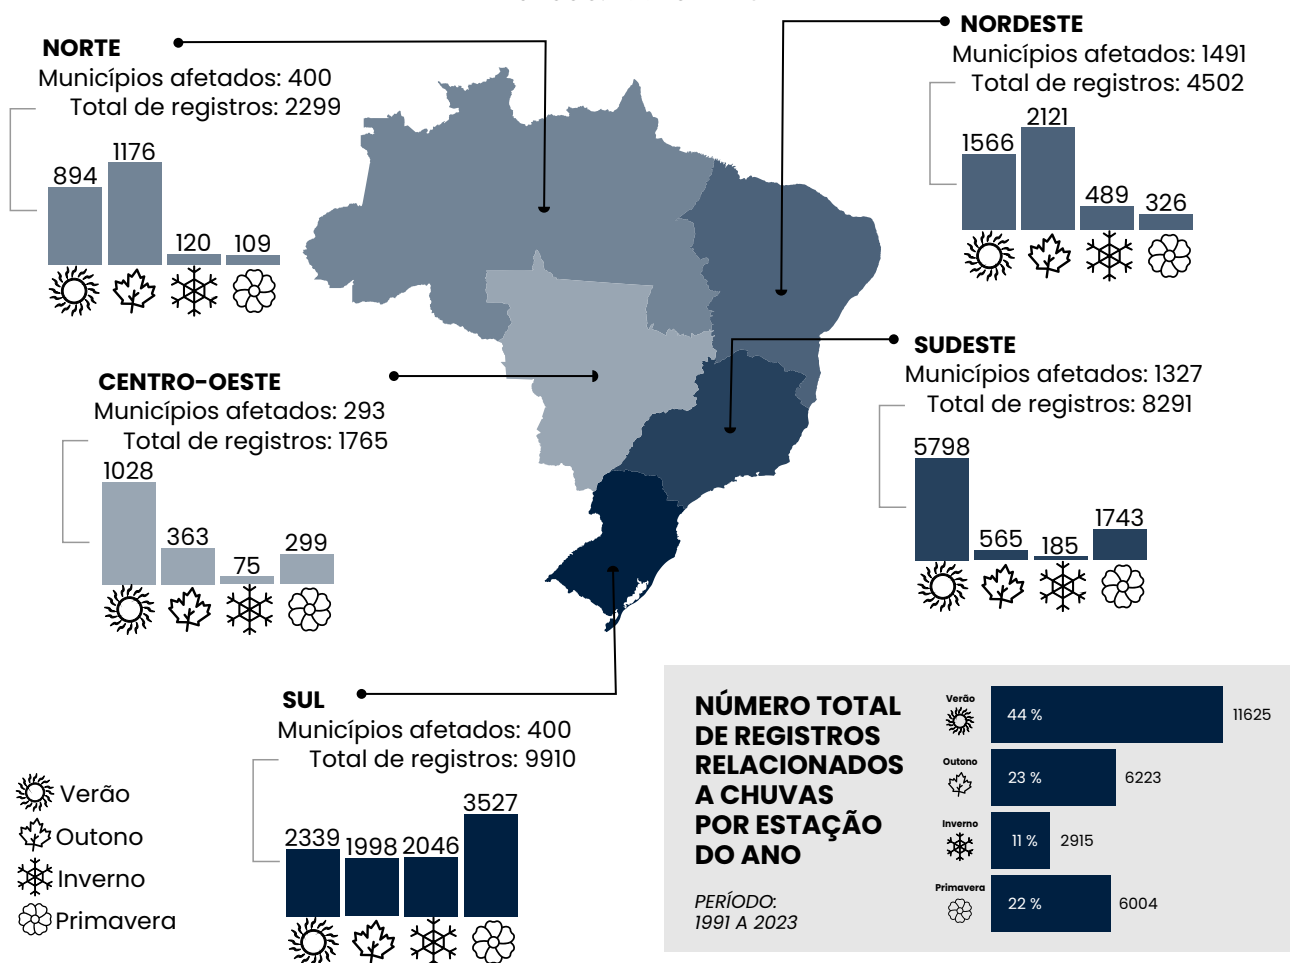 NORTE
Municípios afetados: 400
Total de registros: 2299
894
1176
120
109
NORDESTE
Municípios afetados: 1491
Total de registros: 4502
1566
2121
489
326
CENTRO-OESTE
Municípios afetados: 293
Total de registros: 1765
1028
363
75
299
SUDESTE
Municípios afetados: 1327
Total de registros: 8291
5798
565
185
1743
SUL
Municípios afetados: 400
Total de registros: 9910
2339
1998
2046
3527
Verão
Outono
Inverno
Primavera
NÚMERO TOTAL
DE REGISTROS
RELACIONADOS
A CHUVAS
POR ESTAÇÃO
DO ANO
PERÍODO:
1991 A 2023
Verão
44 %
11625
Outono
23 %
6223
Inverno
11 %
2915
Primavera
22 %
6004